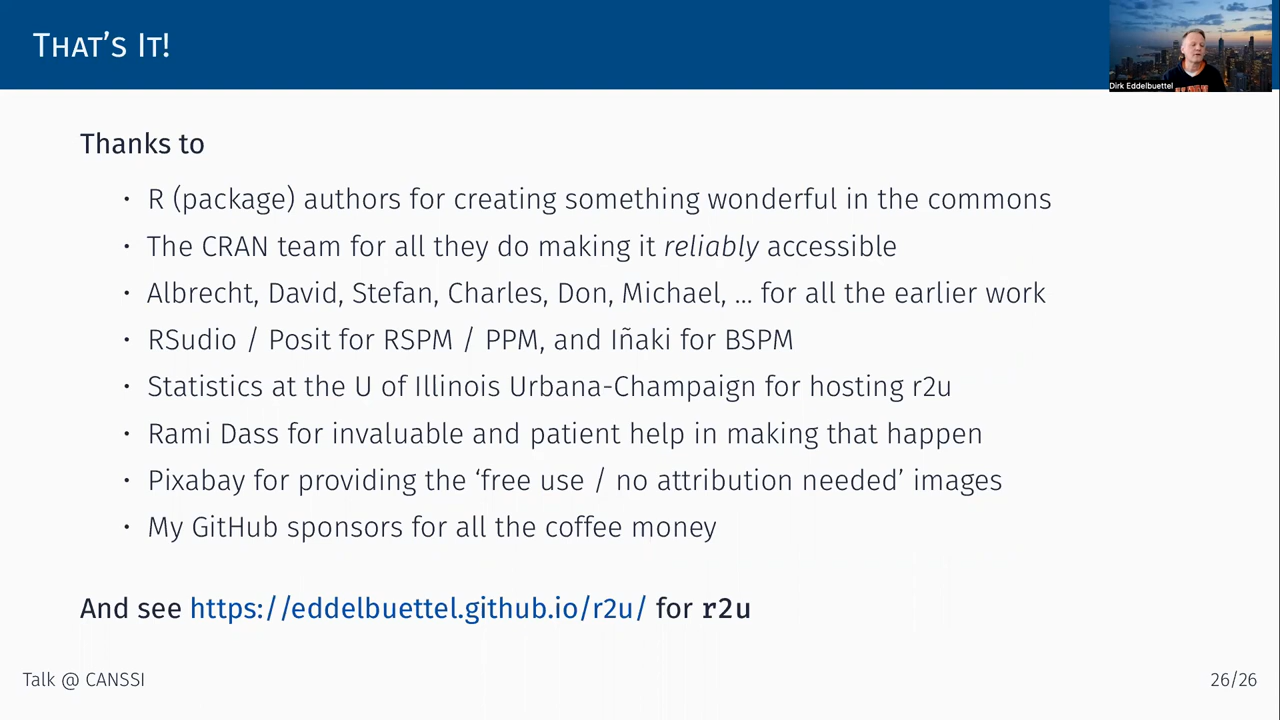 THAT'S IT!
Dirk Eddelbuettel
Thanks to
• R (package) authors for creating something wonderful in the commons
• The CRAN team for all they do making it reliably accessible
• Albrecht, David, Stefan, Charles, Don, Michael, ... for all the earlier work
• RSudio / Posit for RSPM / PPM, and Iñaki for BSPM
• Statistics at the U of Illinois Urbana-Champaign for hosting r2u
• Rami Dass for invaluable and patient help in making that happen
• Pixabay for providing the ‘free use / no attribution needed’ images
• My GitHub sponsors for all the coffee money
And see https://eddelbuettel.github.io/r2u/ for r2u
Talk @ CANSSI
26/26